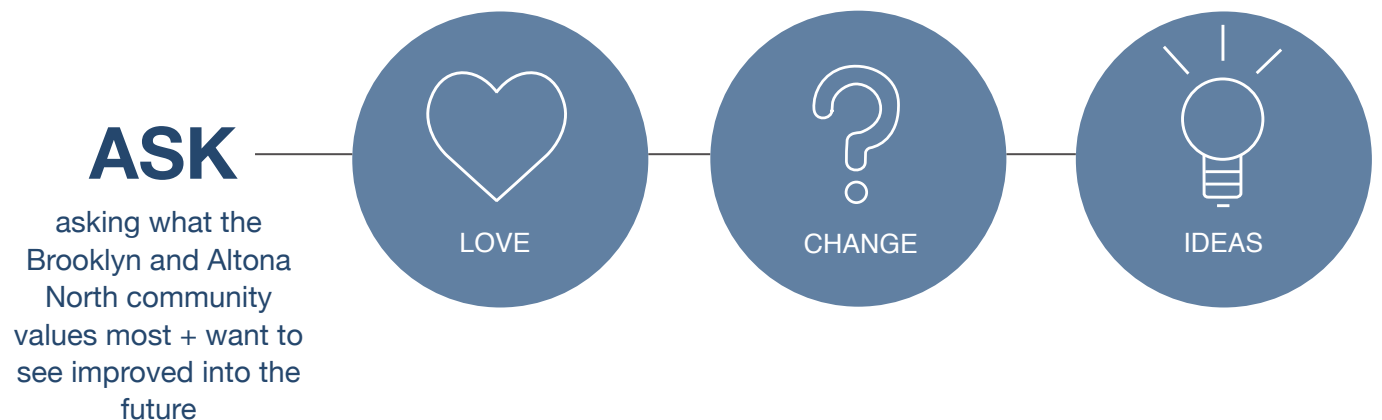 ASK
asking what the
Brooklyn and Altona
North community
values most + want to
see improved into the
future
LOVE
CHANGE
IDEAS